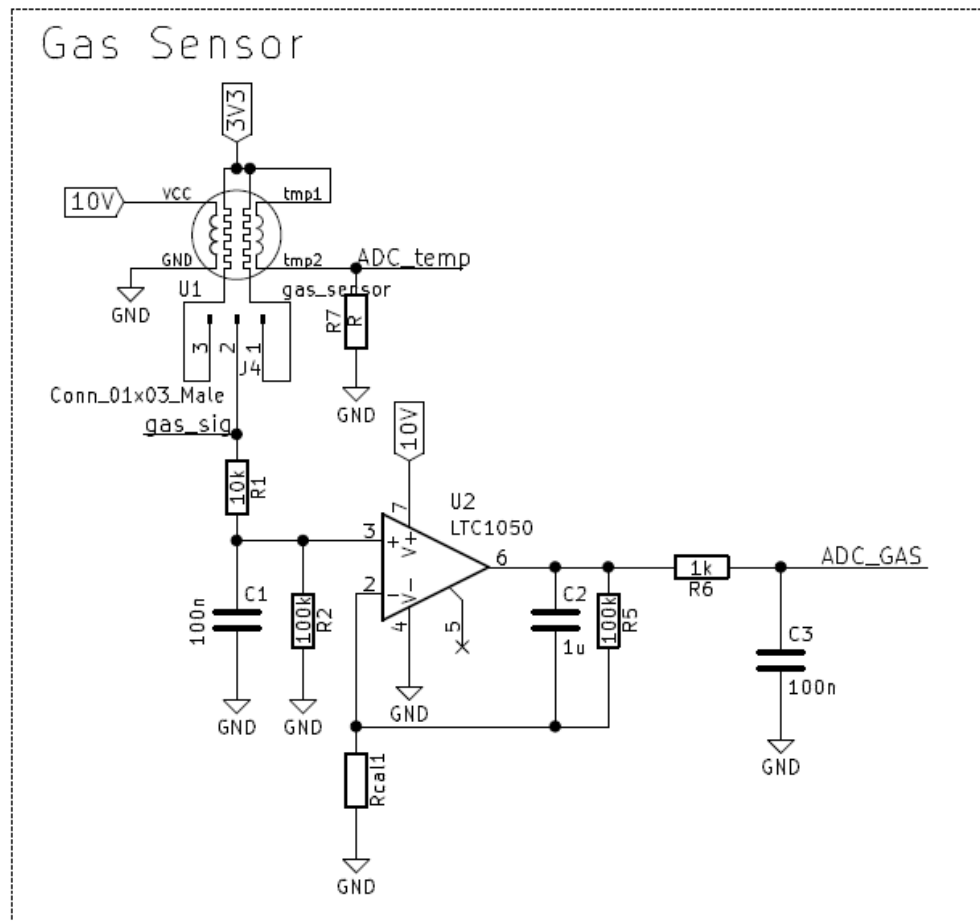 Gas Sensor
3V3
10V
VCC
tmp1
GND
tmp2
ADC_temp
U1
gas_sensor
GND
R7
R
3
2
1
J4
GND
Conn_01x03_Male
gas_sig
10V
10k
R1
U2
LTC1050
7
3
+
V+
6
ADC_GAS
2
-
V-
1k
R6
C1
100n
100k
R2
4
5
C2
1u
100k
R5
C3
100n
GND
GND
GND
GND
Rcal1
GND